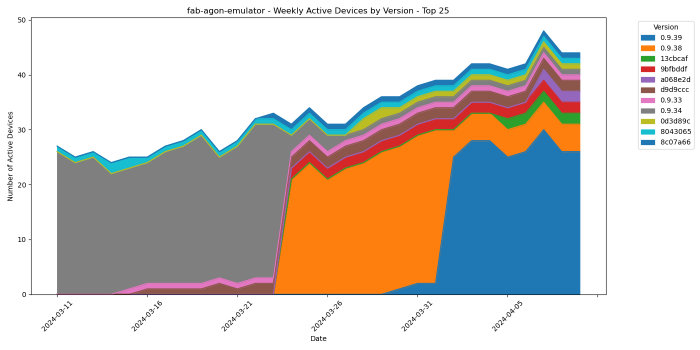 fab-agon-emulator - Weekly Active Devices by Version - Top 25
Number of Active Devices
50
40
30
20
10
0
2024-03-11
2024-03-16
2024-03-21
2024-03-26
2024-03-31
2024-04-05
Date
Version
0.9.39
0.9.38
13cbcaf
9bfbddf
a068e2d
d9d9ccc
0.9.33
0.9.34
0d3d89c
8043065
8c07a66